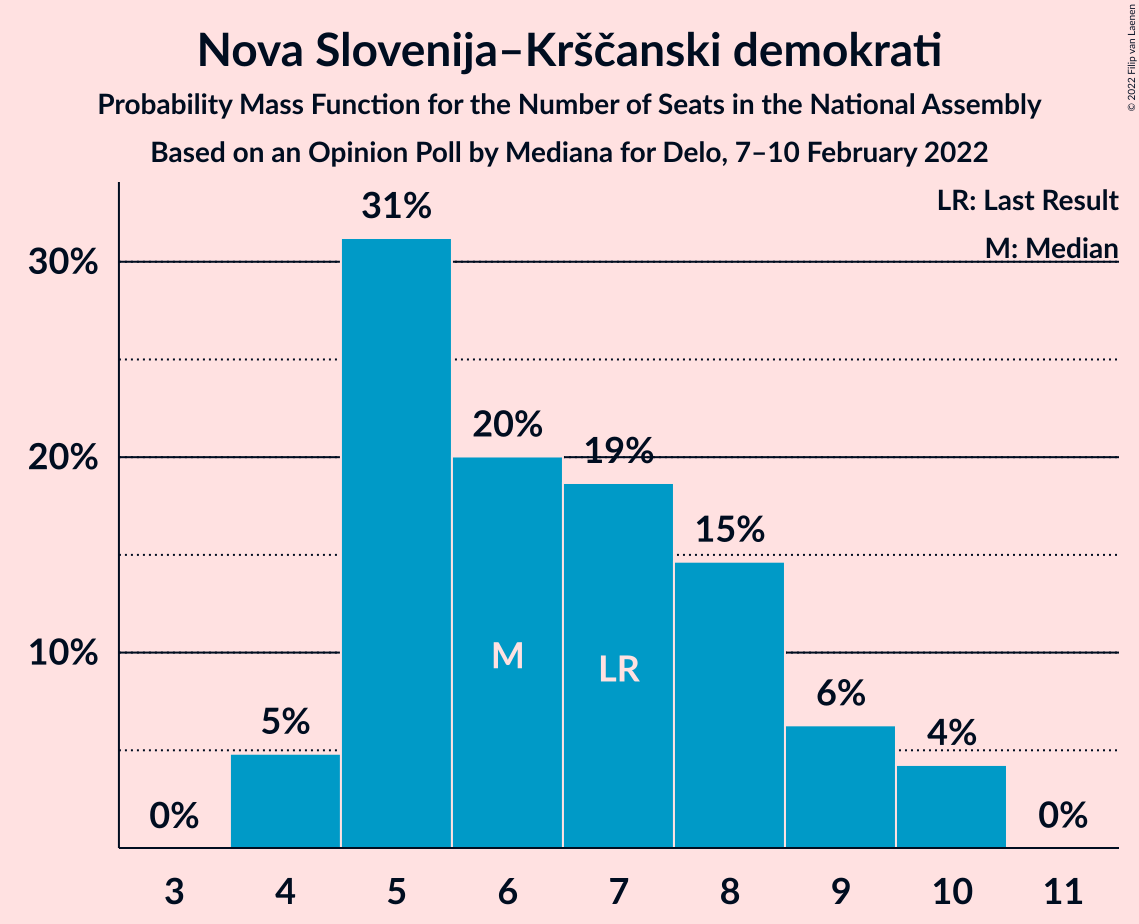 Nova Slovenija–Krščanski demokrati
Probability Mass Function for the Number of Seats in the National Assembly
Based on an Opinion Poll by Mediana for Delo, 7–10 February 2022
© 2022 Filip van Laenen
LR: Last Result
M: Median
30%
20%
10%
0%
5%
31%
20%
19%
15%
6%
4%
0%
M
LR
3 4 5 6 7 8 9 10 11